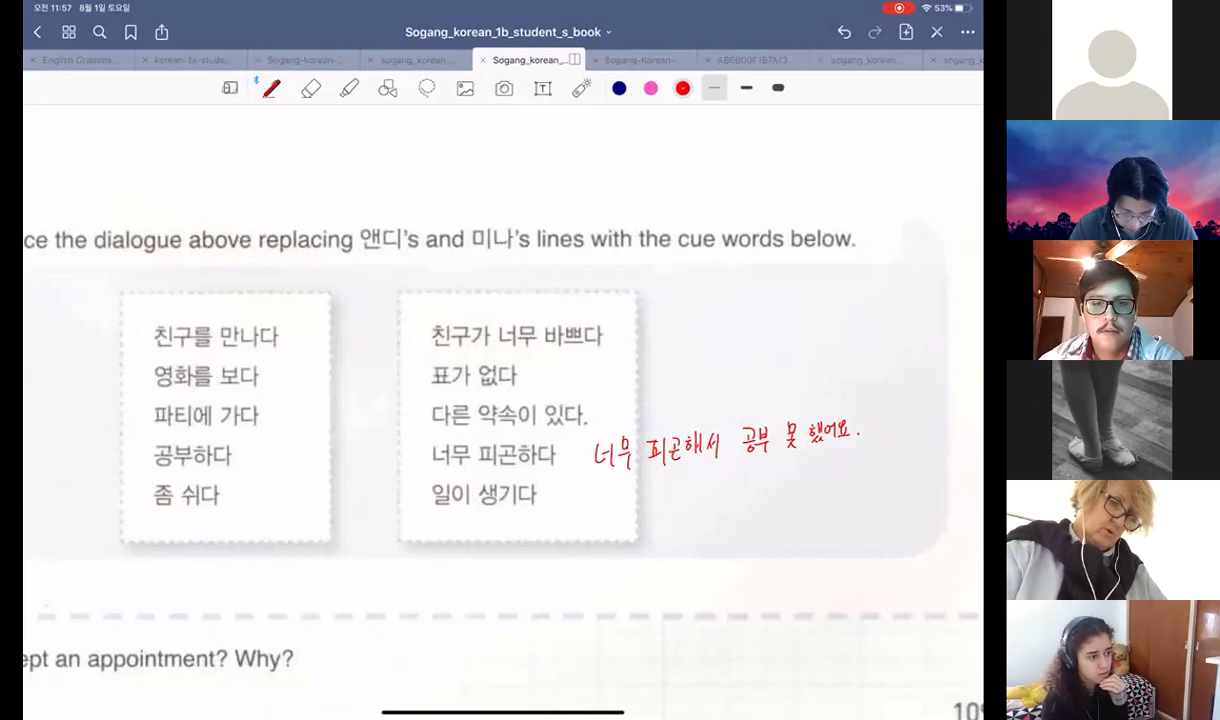 오전 11:57 8월 1일 토요일
53%
Sogang_korean_1b_student_s_book
English Gramma...
korean-1a-stude...
Sogang-korean-...
sogang_korean_...
Sogang_korean_...
Sogang-Korean-...
sogang_korean_...
ce the dialogue above replacing 앤디's and 미나's lines with the cue words below.
친구를 만나다
영화를 보다
파티에 가다
공부하다
좀 쉬다
친구가 너무 바쁘다
표가 없다
다른 약속이 있다.
너무 피곤하다
일이 생기다
너무 피곤해서 공부 못 했어요.
ept an appointment? Why?